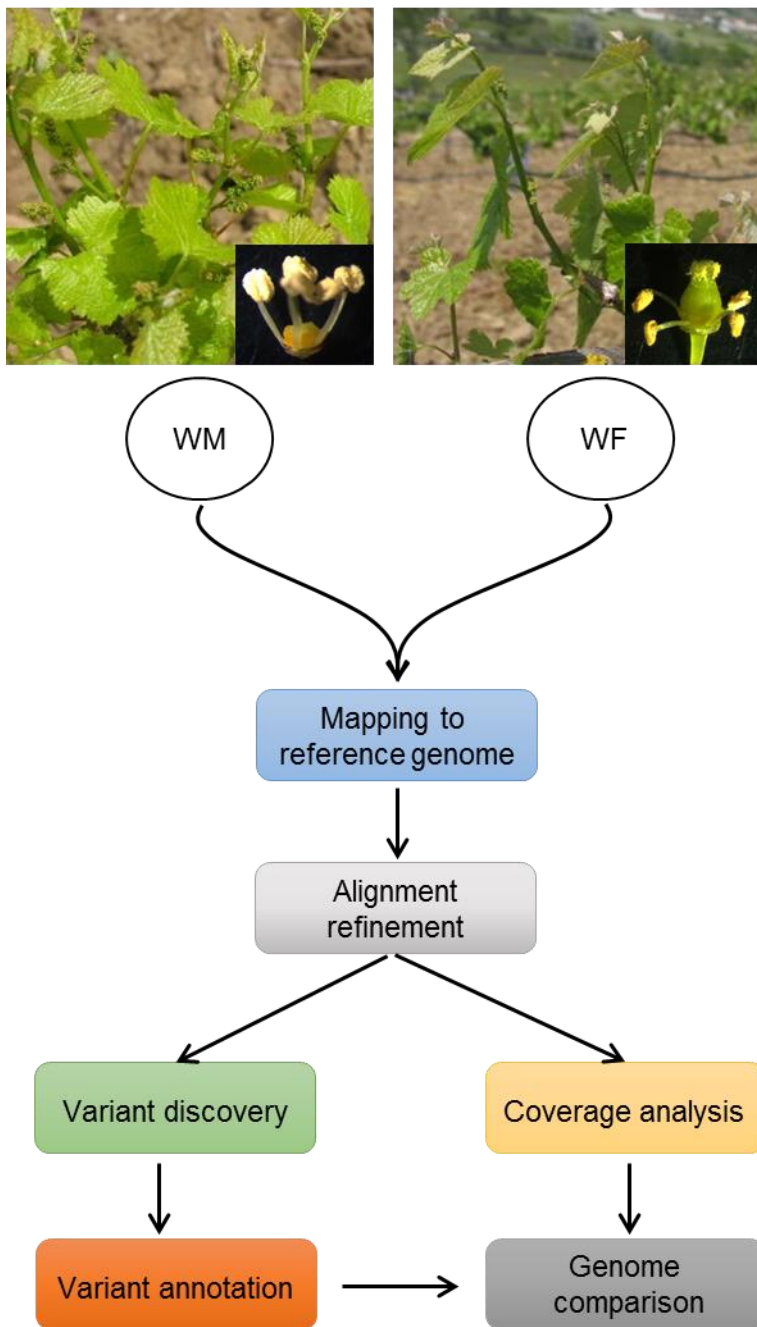 WM
WF
Mapping to
reference genome
Alignment
refinement
Variant discovery
Coverage analysis
Variant annotation
Genome
comparison